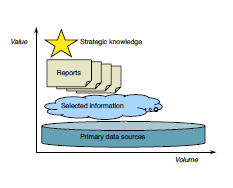 Value
Strategic knowledge
Reports
Selected information
Primary data sources
Volume